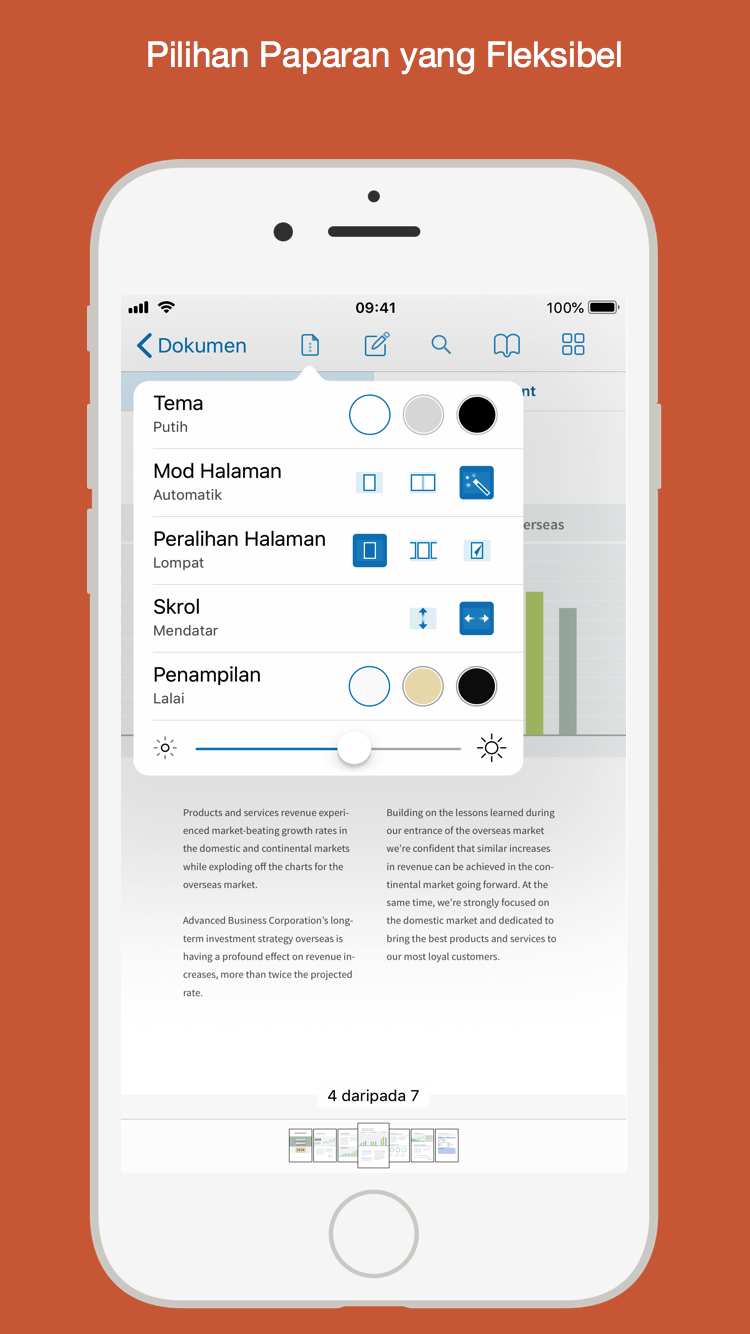 Pilihan Paparan yang Fleksibel
09:41
100%
Dokumen
nt
Tema
Putih
Mod Halaman
Automatik
erseas
Peralihan Halaman
Lompat
Skrol
Mendatar
Penampilan
Lalai
Products and services revenue experi-
enced market-beating growth rates in
the domestic and continental markets
while exploding off the charts for the
overseas market.
Advanced Business Corporation's long-
term investment strategy overseas is
having a profound effect on revenue in-
creases, more than twice the projected
rate.
Building on the lessons learned during
our entrance of the overseas market
we're confident that similar increases
in revenue can be achieved in the con-
tinental market going forward. At the
same time, we're strongly focused on
the domestic market and dedicated to
bring the best products and services to
our most loyal customers.
4 daripada 7